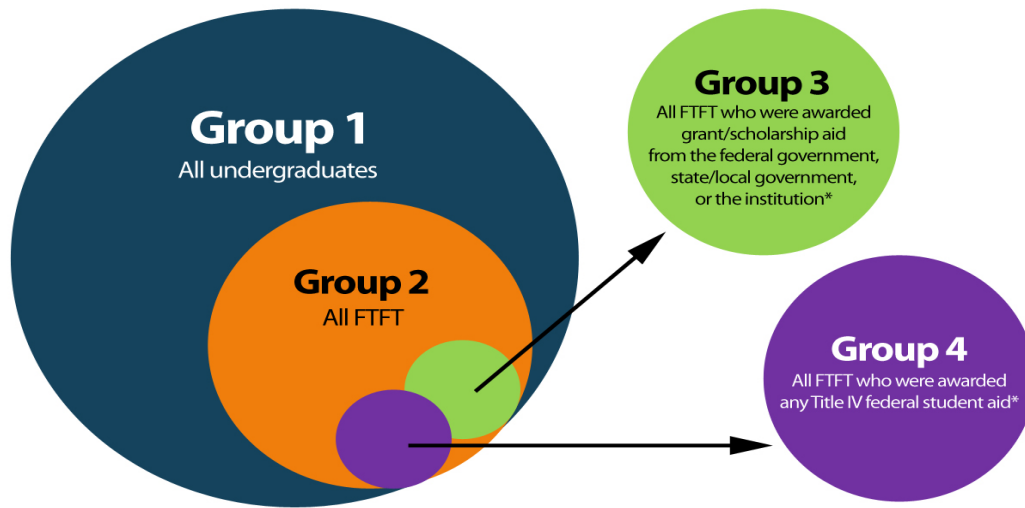 Group 1
All undergraduates
Group 2
All FTFT
Group 3
All FTFT who were awarded
grant/scholarship aid
from the federal government,
state/local government,
or the institution*
Group 4
All FTFT who were awarded
any Title IV federal student aid*